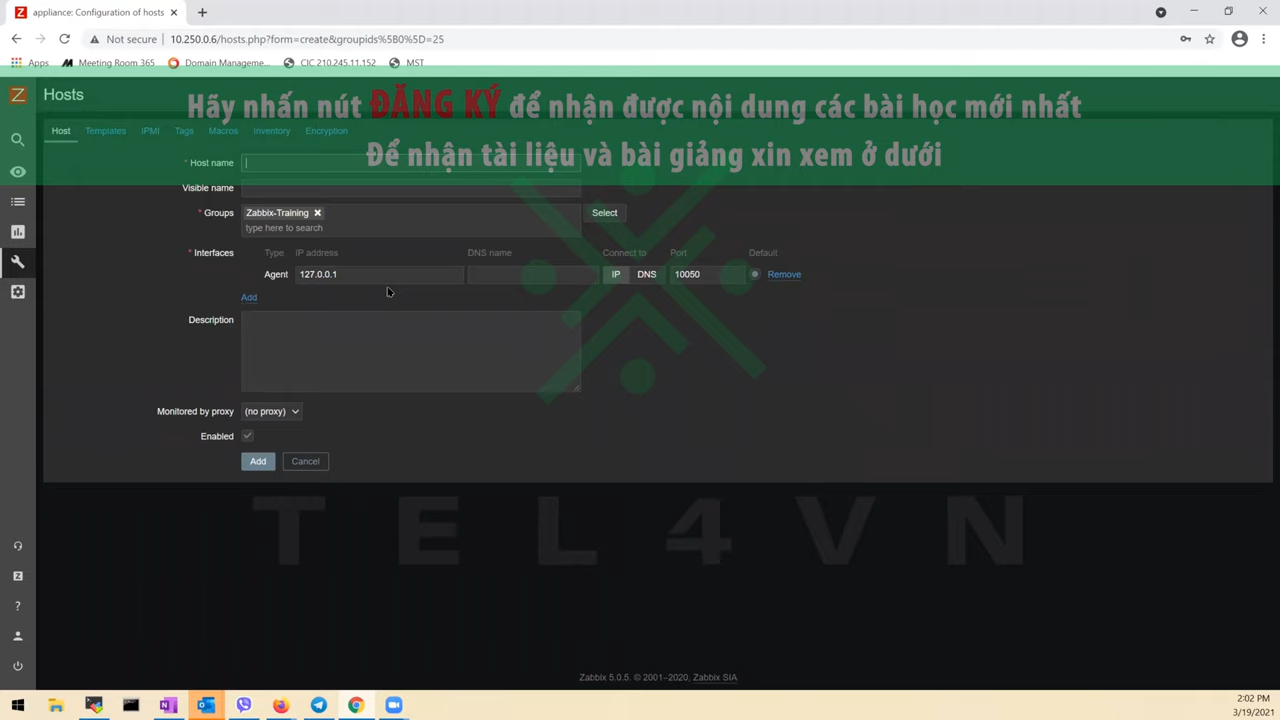 appliance: Configuration of hosts
Not secure
10.250.0.6/hosts.php?form=create&groupids%5B0%5D=25
Apps
Meeting Room 365
Domain Manageme...
CIC 210.245.11.152
MST
Hosts
Hãy nhấn nút ĐĂNG KÝ để nhận được nội dung các bài học mới nhất
Để nhận tài liệu và bài giảng xin xem ở dưới
Host Templates IPMI Tags Macros Inventory Encryption
* Host name
Visible name
* Groups Zabbix-Training Select
type here to search
* Interfaces Type IP address DNS name Connect to Port Default
Agent 127.0.0.1 IP DNS 10050 Remove
Add
Description
Monitored by proxy (no proxy)
Enabled
Add Cancel
TEL4VN
Zabbix 5.0.5. © 2001–2020, Zabbix SIA
2:02 PM
3/19/2021